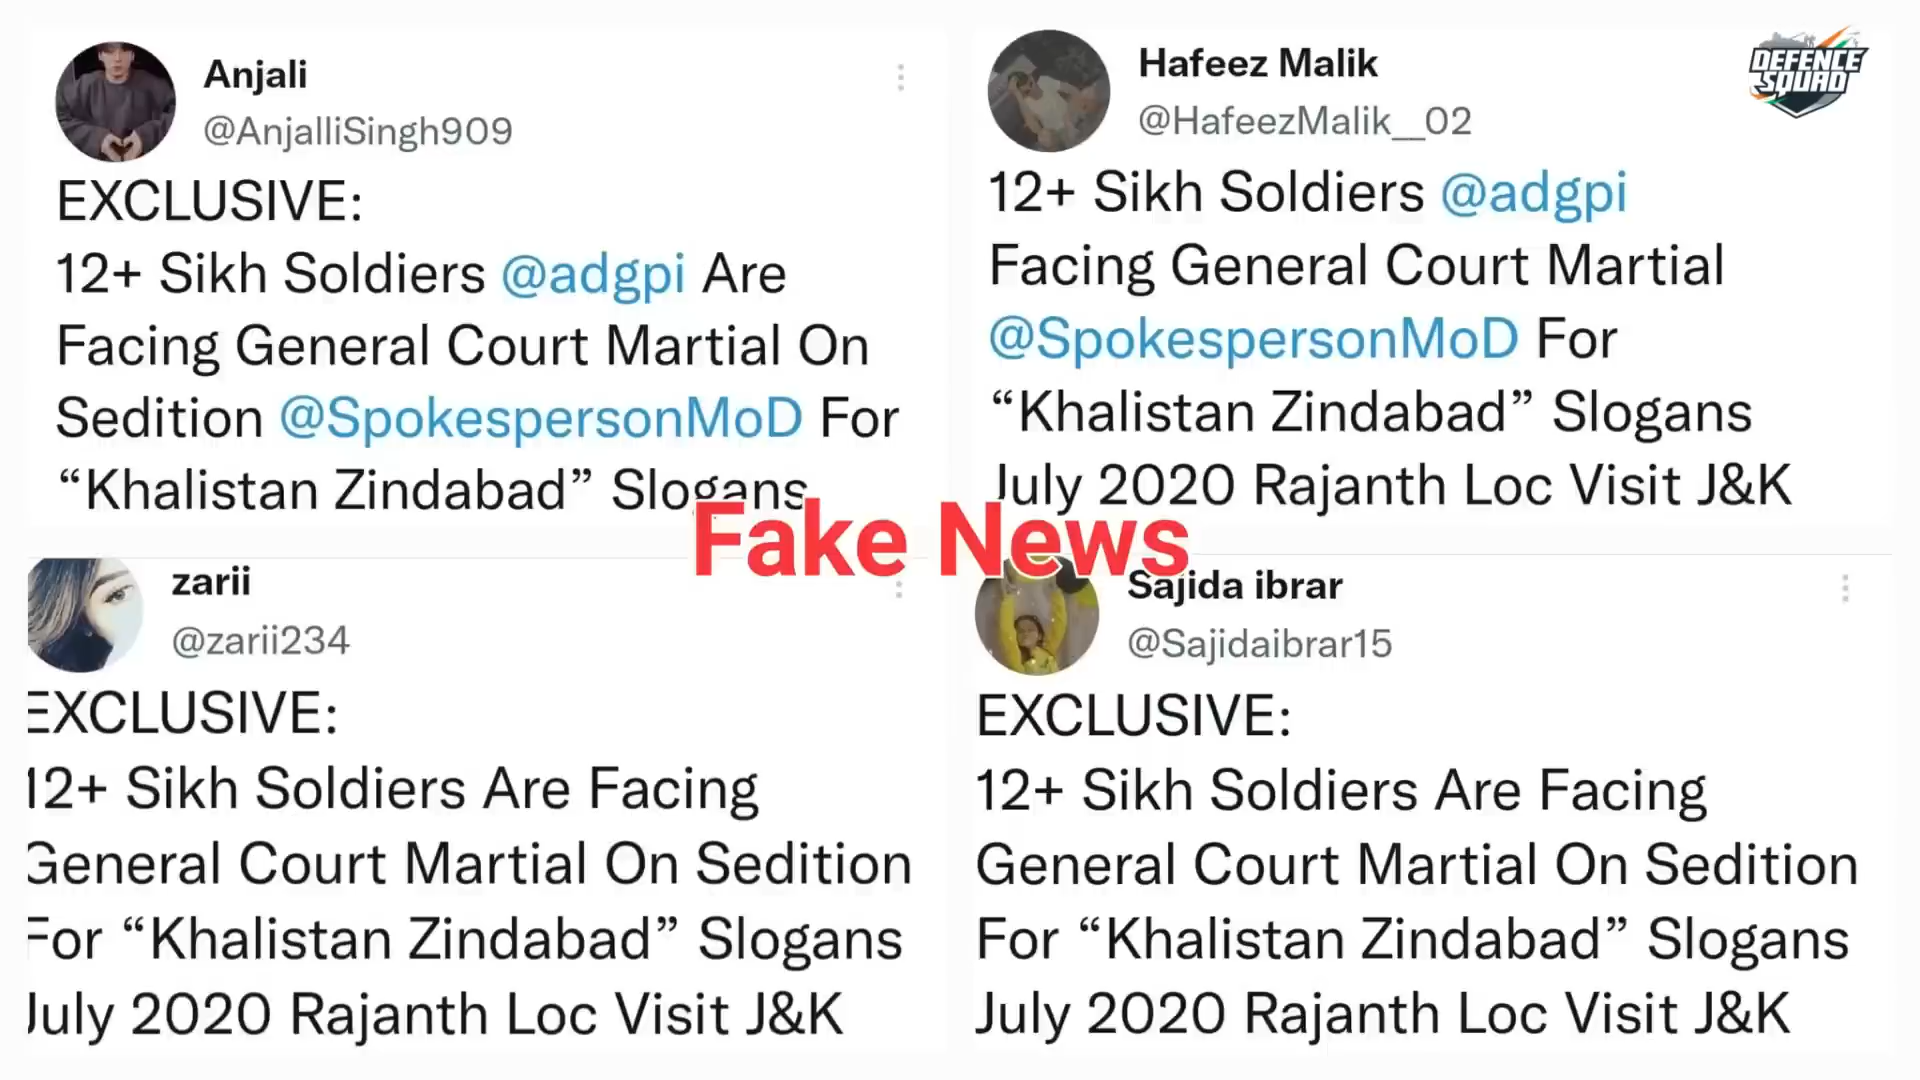 Anjali
@AnjalliSingh909
EXCLUSIVE:
12+ Sikh Soldiers @adgpi Are
Facing General Court Martial On
Sedition @SpokespersonMoD For
“Khalistan Zindabad” Slogans
Hafeez Malik
@HafeezMalik__02
12+ Sikh Soldiers @adgpi
Facing General Court Martial
@SpokespersonMoD For
“Khalistan Zindabad” Slogans
July 2020 Rajanth Loc Visit J&K
DEFENCE
SQUAD
Fake News
zarii
@zarii234
EXCLUSIVE:
12+ Sikh Soldiers Are Facing
General Court Martial On Sedition
For “Khalistan Zindabad” Slogans
July 2020 Rajanth Loc Visit J&K
Sajida ibrar
@Sajidaibrar15
EXCLUSIVE:
12+ Sikh Soldiers Are Facing
General Court Martial On Sedition
For “Khalistan Zindabad” Slogans
July 2020 Rajanth Loc Visit J&K